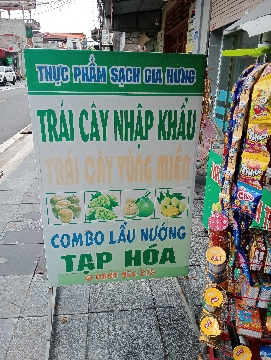 THỰC PHẨM SẠCH GIA HƯNG
TRÁI CÂY NHẬP KHẨU
TRÁI CÂY VÙNG MIỀN
COMBO LẨU NƯỚNG
TẠP HÓA